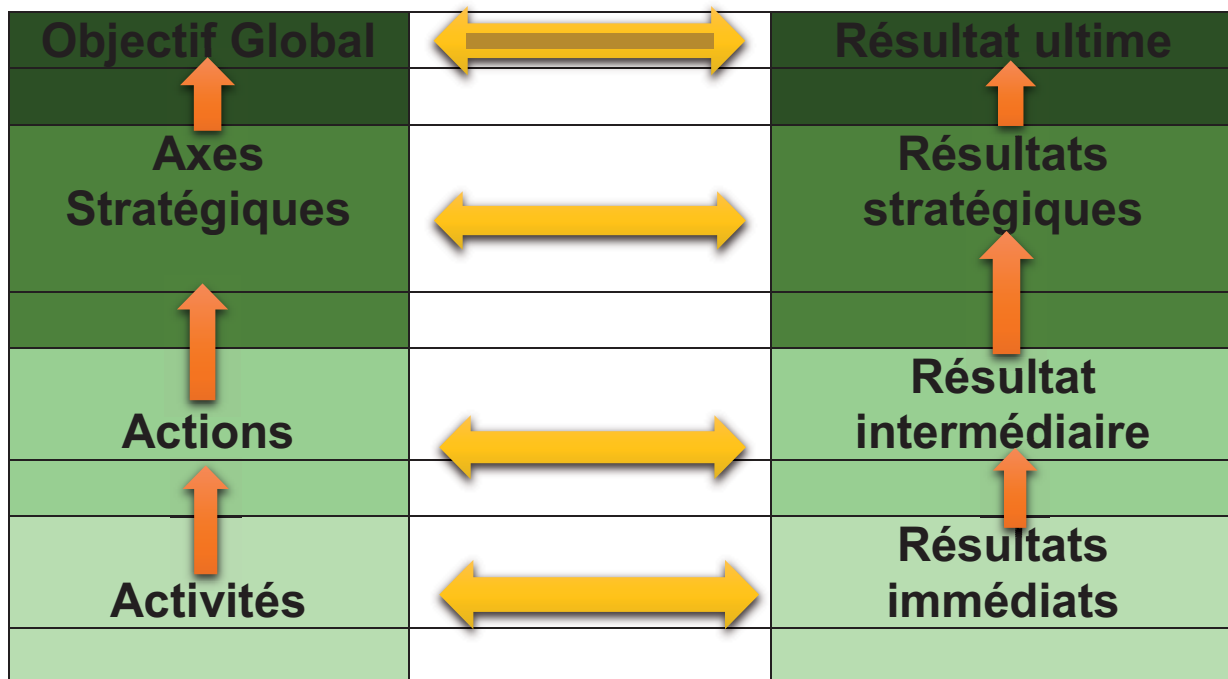 Objectif Global
Résultat ultime
Axes
Stratégiques
Résultats
stratégiques
Actions
Résultat
intermédiaire
Activités
Résultats
immédiats